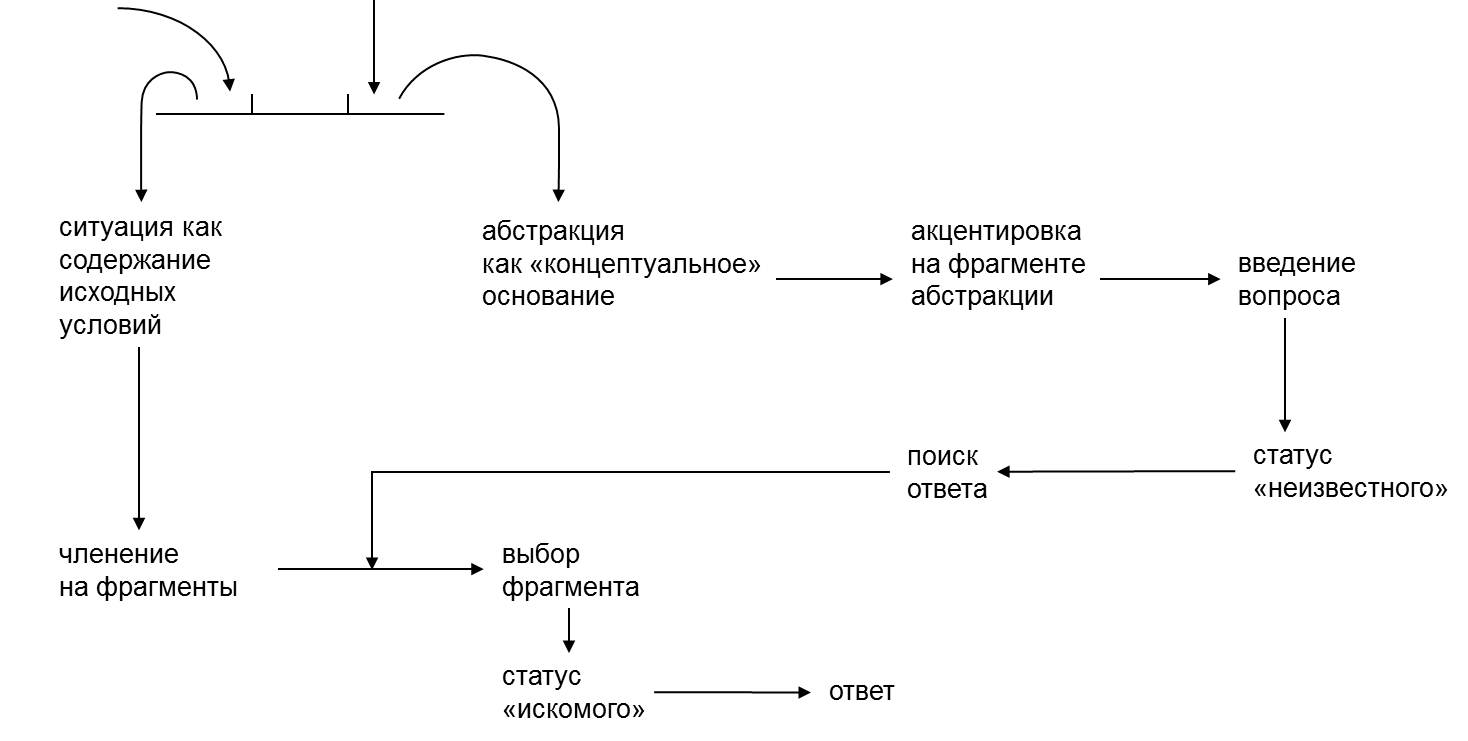 ситуация как
содержание
исходных
условий
абстракция
как «концептуальное»
основание
акцентировка
на фрагменте
абстракции
введение
вопроса
статус
«неизвестного»
поиск
ответа
членение
на фрагменты
выбор
фрагмента
статус
«искомого»
ответ